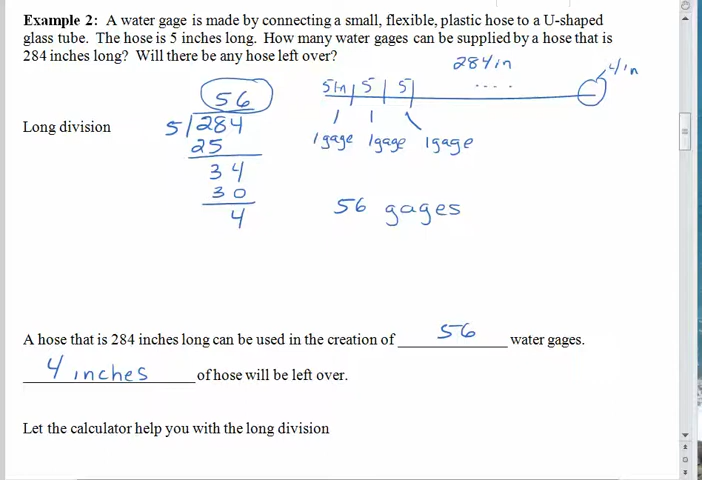 Example 2: A water gage is made by connecting a small, flexible, plastic hose to a U-shaped
glass tube. The hose is 5 inches long. How many water gages can be supplied by a hose that is
284 inches long? Will there be any hose left over?
284 in
4 in
5in 5 5
....
1 gage 1 gage 1 gage
56
Long division
5 284
25
34
30
4
56 gages
A hose that is 284 inches long can be used in the creation of 56 water gages.
4 inches of hose will be left over.
Let the calculator help you with the long division